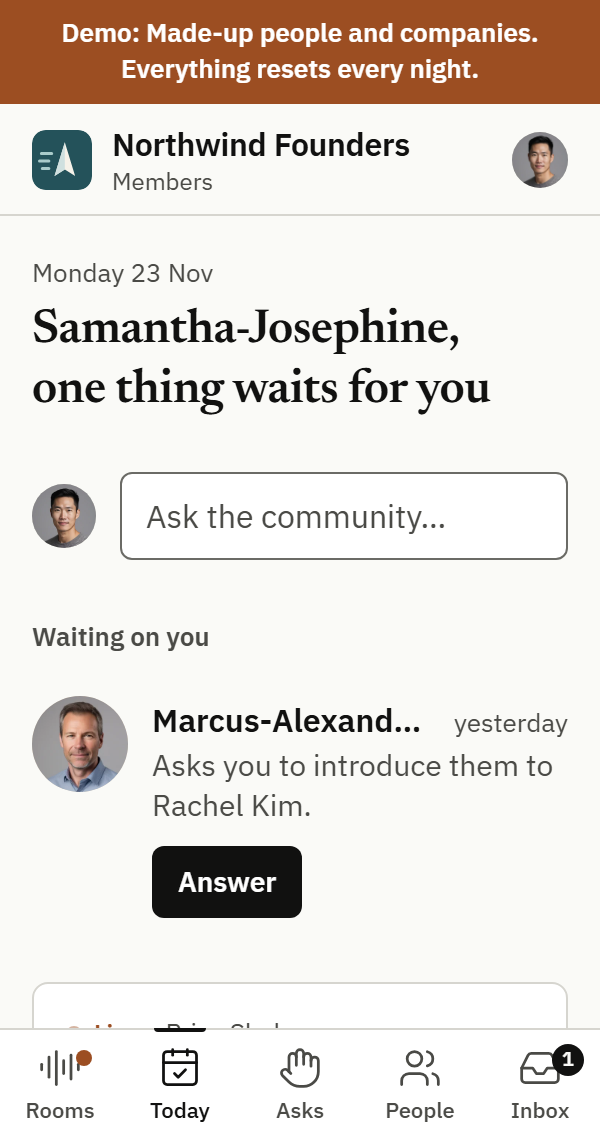 Demo: Made-up people and companies.
Everything resets every night.
Northwind Founders
Members
Monday 23 Nov
Samantha-Josephine,
one thing waits for you
Ask the community...
Waiting on you
Marcus-Alexand... yesterday
Asks you to introduce them to
Rachel Kim.
Answer
Rooms
Today
Asks
People
1
Inbox